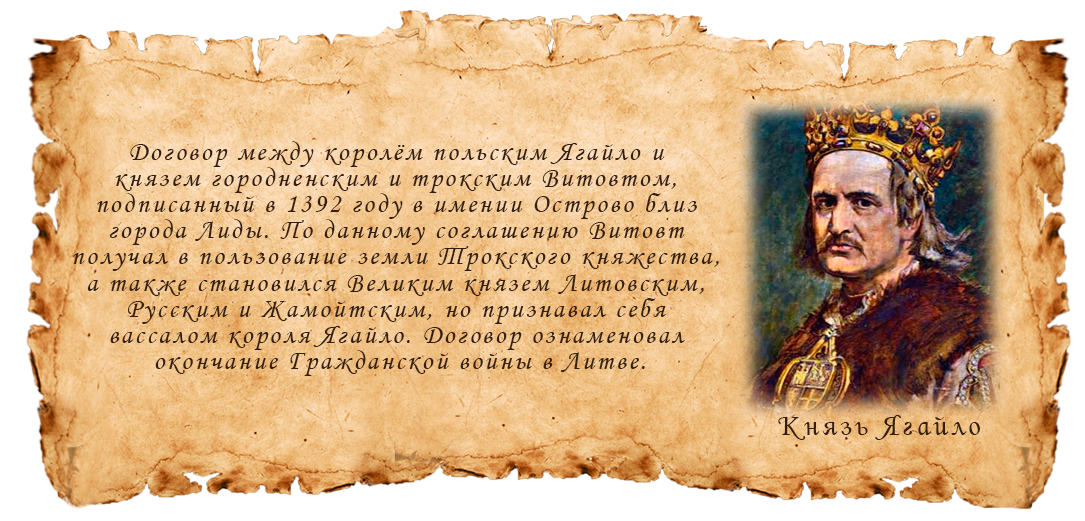 Договор между королём польским Ягайло и
князем городненским и трокским Витовтом,
подписанный в 1392 году в имении Острово близ
города Лиды. По данному соглашению Витовт
получал в пользование земли Трокского княжества,
а также становился Великим князем Литовским,
Русским и Жамойтским, но признавал себя
вассалом короля Ягайло. Договор ознаменовал
окончание Гражданской войны в Литве.
Князь Ягайло